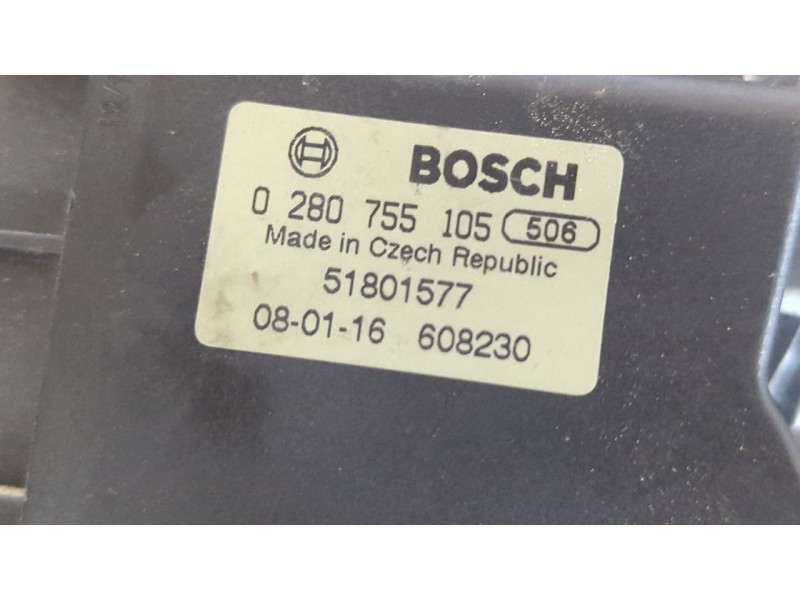 BOSCH
0 280 755 105 506
Made in Czech Republic
51801577
08-01-16 608230